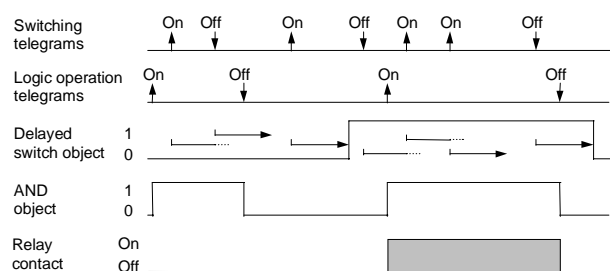 On Off On Off On On Off
Switching
telegrams
Logic operation
telegrams
On Off On Off
Delayed
switch object
1
0
AND
object
1
0
Relay
contact
On
Off